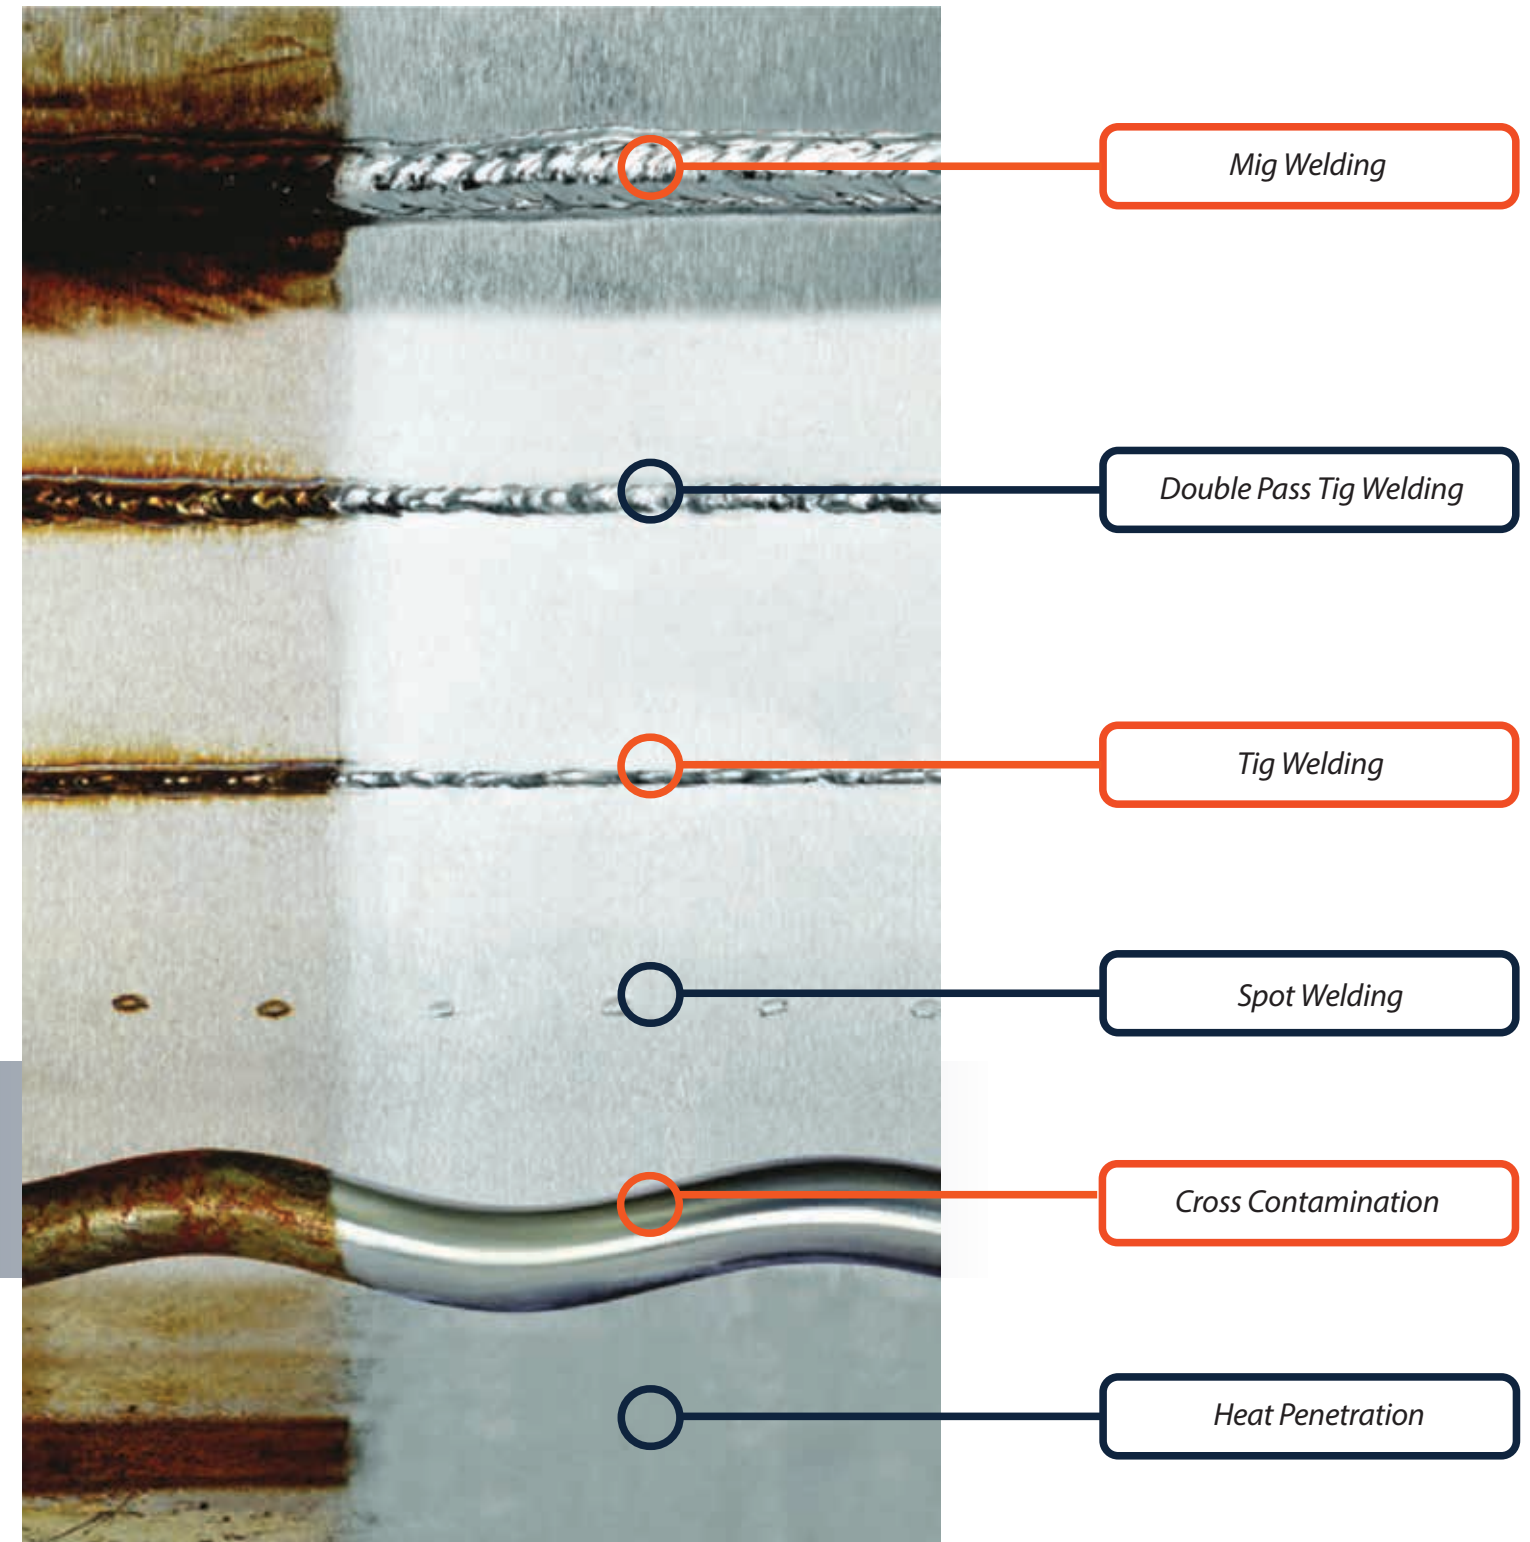 Mig Welding
Double Pass Tig Welding
Tig Welding
Spot Welding
Cross Contamination
Heat Penetration